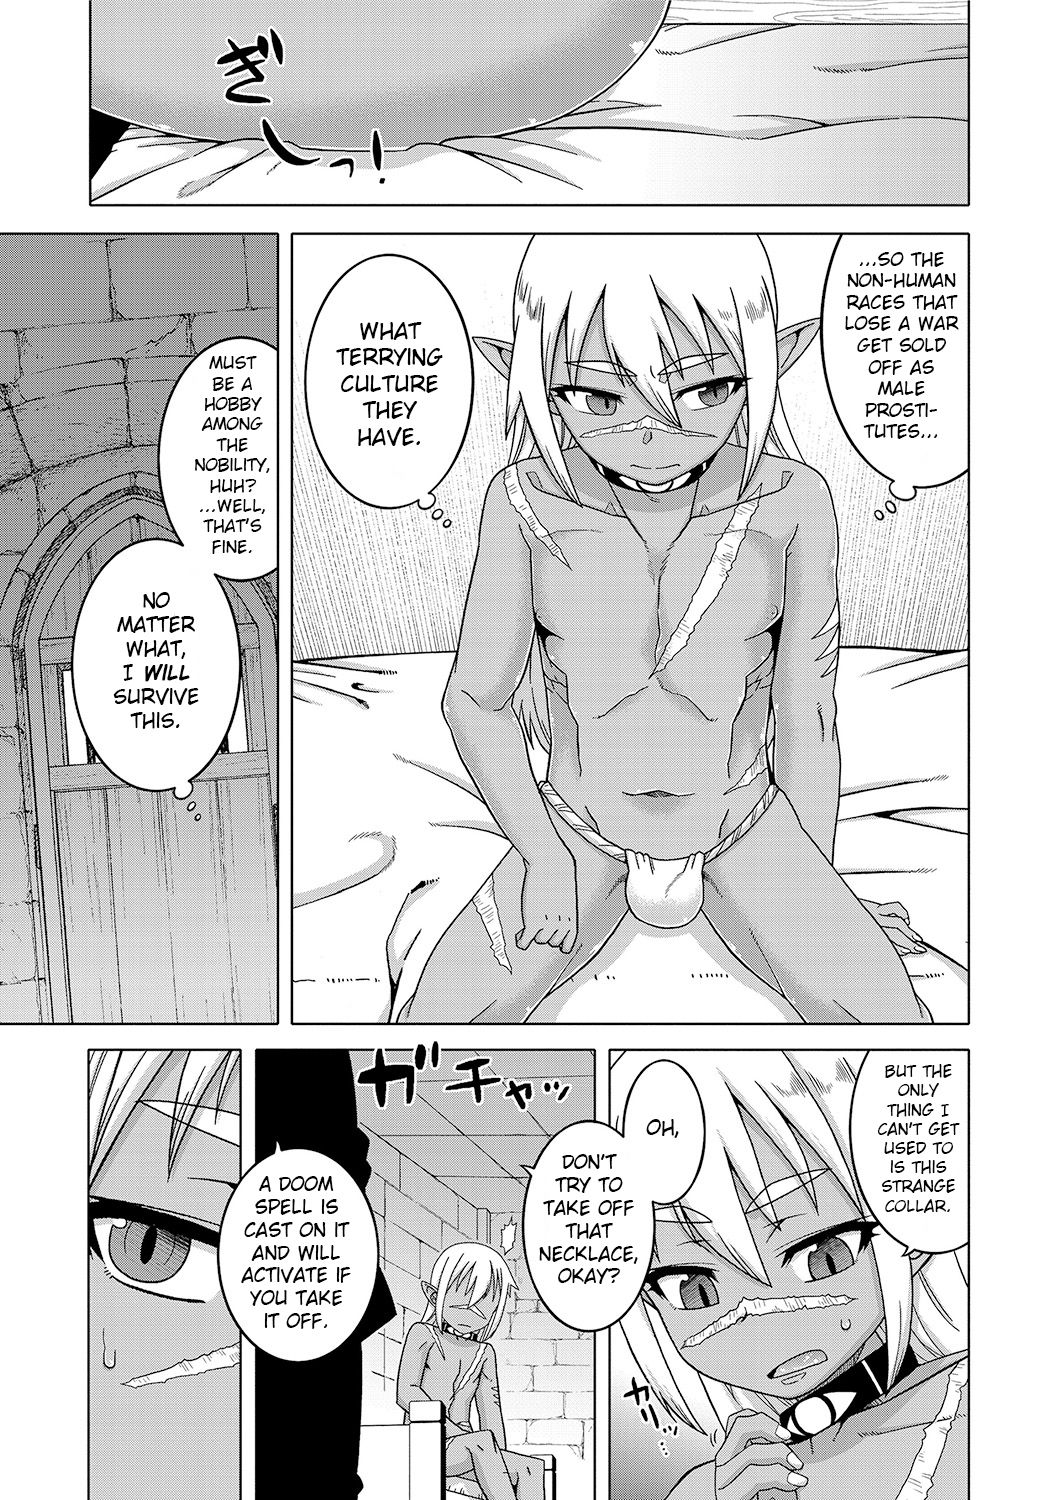 ぎしっ！
...SO THE
NON-HUMAN
RACES THAT
LOSE A WAR
GET SOLD
OFF AS
MALE
PROSTI-
TUTES...
WHAT
TERRYING
CULTURE
THEY
HAVE.
MUST
BE A
HOBBY
AMONG
THE
NOBILITY,
HUH?
...WELL,
THAT'S
FINE.
NO
MATTER
WHAT,
I WILL
SURVIVE
THIS.
BUT THE
ONLY
THING I
CAN'T GET
USED TO
IS THIS
STRANGE
COLLAR.
カリッ...
OH,
DON'T
TRY TO
TAKE OFF
THAT
NECKLACE,
OKAY?
ガチャッ
A DOOM
SPELL IS
CAST ON IT
AND WILL
ACTIVATE IF
YOU TAKE
IT OFF.